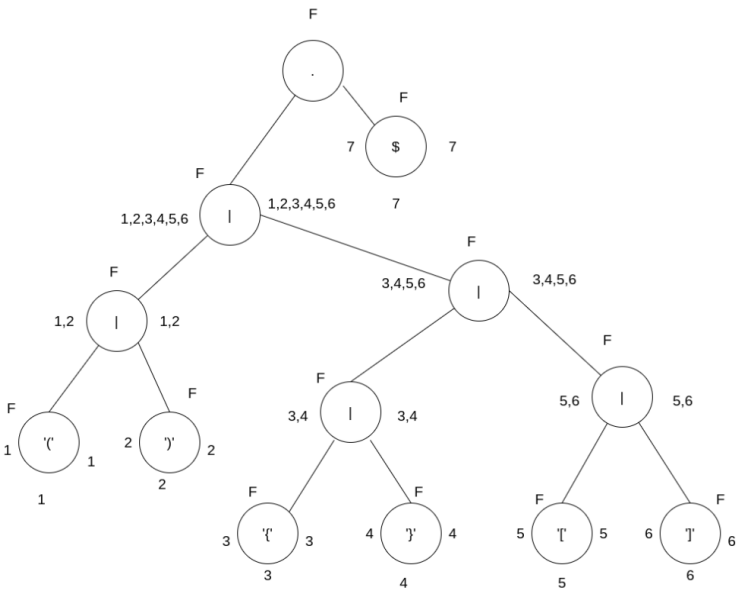 F
.
F
7 $ 7
7
F
1,2,3,4,5,6 | 1,2,3,4,5,6
F
3,4,5,6 | 3,4,5,6
F
1,2 | 1,2
F
5,6 | 5,6
F
3,4 | 3,4
F
1 '(' 1
1
F
2 ')' 2
2
F
3 '{' 3
3
F
4 '}' 4
4
F
5 '[' 5
5
F
6 ']' 6
6